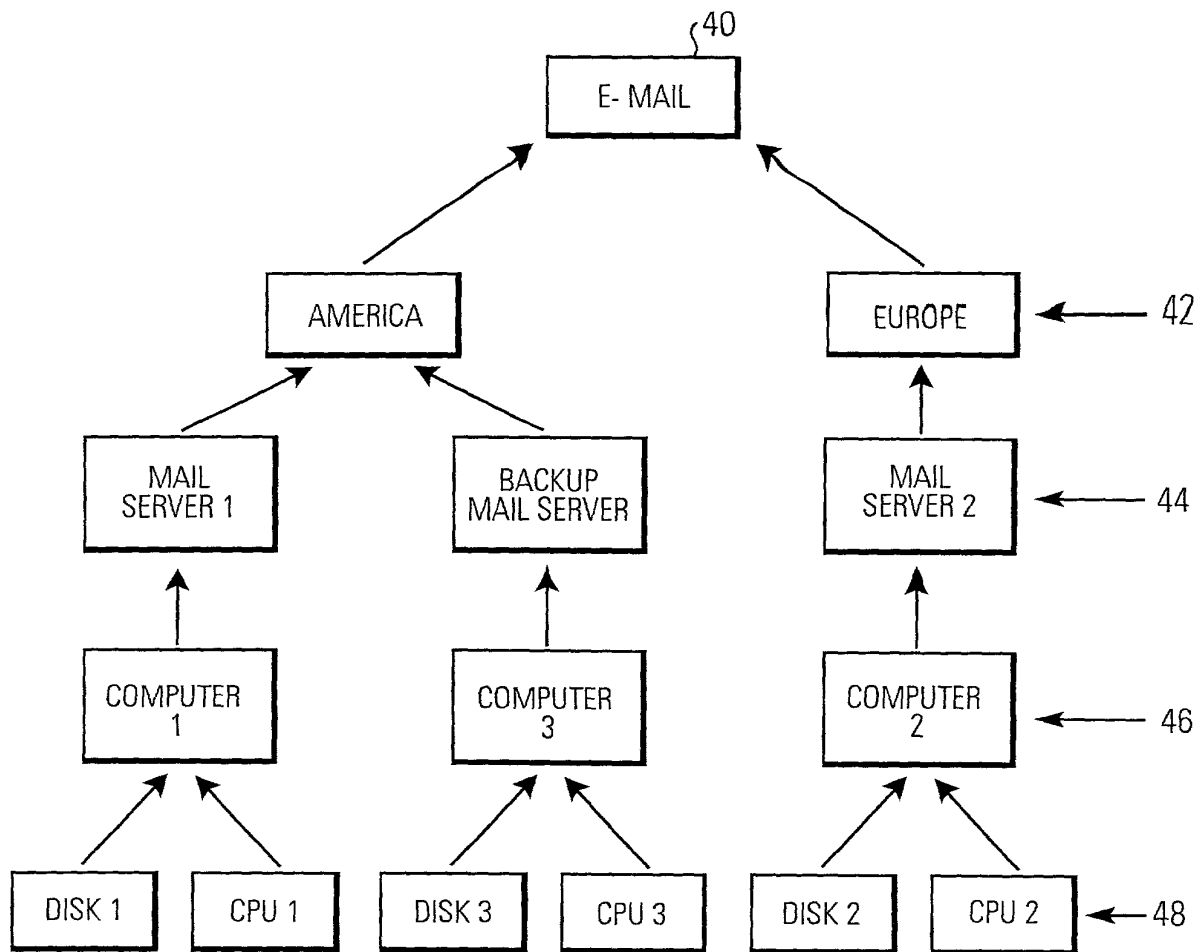 40
E- MAIL
AMERICA
EUROPE
42
MAIL
SERVER 1
BACKUP
MAIL SERVER
MAIL
SERVER 2
44
COMPUTER
1
COMPUTER
3
COMPUTER
2
46
DISK 1
CPU 1
DISK 3
CPU 3
DISK 2
CPU 2
48